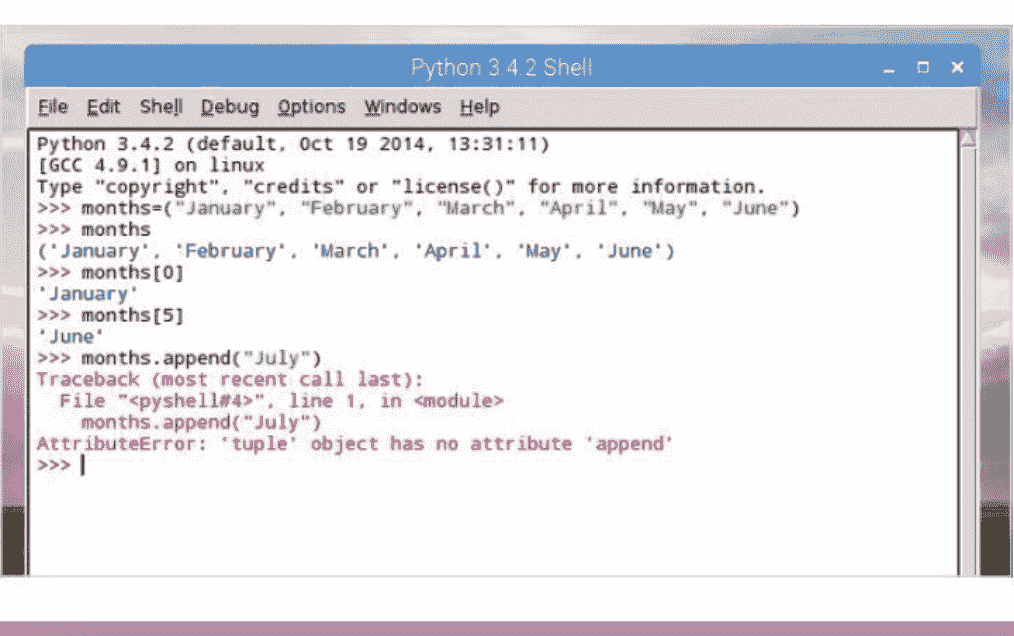 Python 3.4.2 Shell
File Edit Shell Debug Options Windows Help
Python 3.4.2 (default, Oct 19 2014, 13:31:11)
[GCC 4.9.1] on linux
Type "copyright", "credits" or "license()" for more information.
>>> months=("January", "February", "March", "April", "May", "June")
>>> months
('January', 'February', 'March', 'April', 'May', 'June')
>>> months[0]
'January'
>>> months[5]
'June'
>>> months.append("July")
Traceback (most recent call last):
  File "<pyshell#4>", line 1, in <module>
    months.append("July")
AttributeError: 'tuple' object has no attribute 'append'
>>>